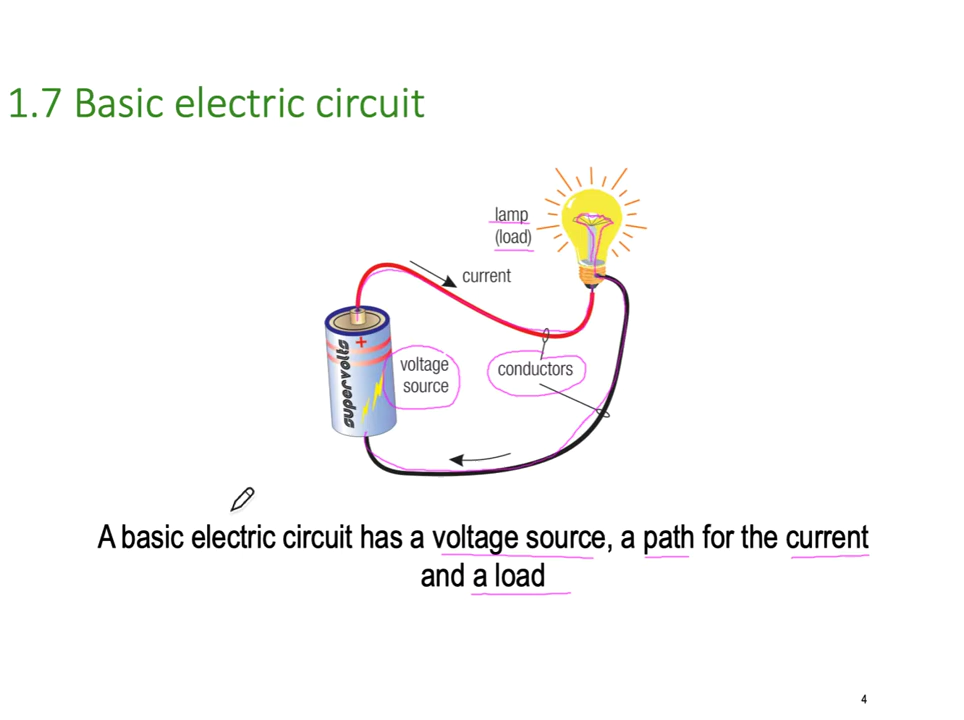 1.7 Basic electric circuit
lamp
(load)
current
+
supervolts
voltage
source
conductors
A basic electric circuit has a voltage source, a path for the current
and a load
4